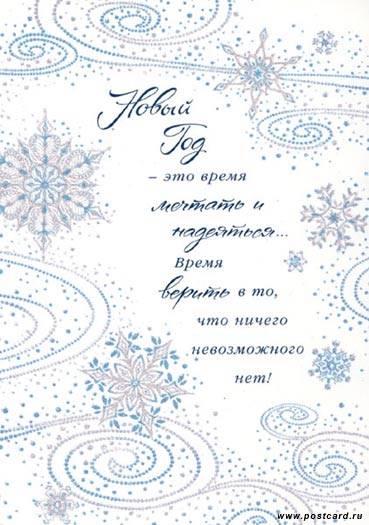 Новый
Год
– это время
мечтать и
надеяться...
Время
верить в то,
что ничего
невозможного
нет!
www.postcard.ru